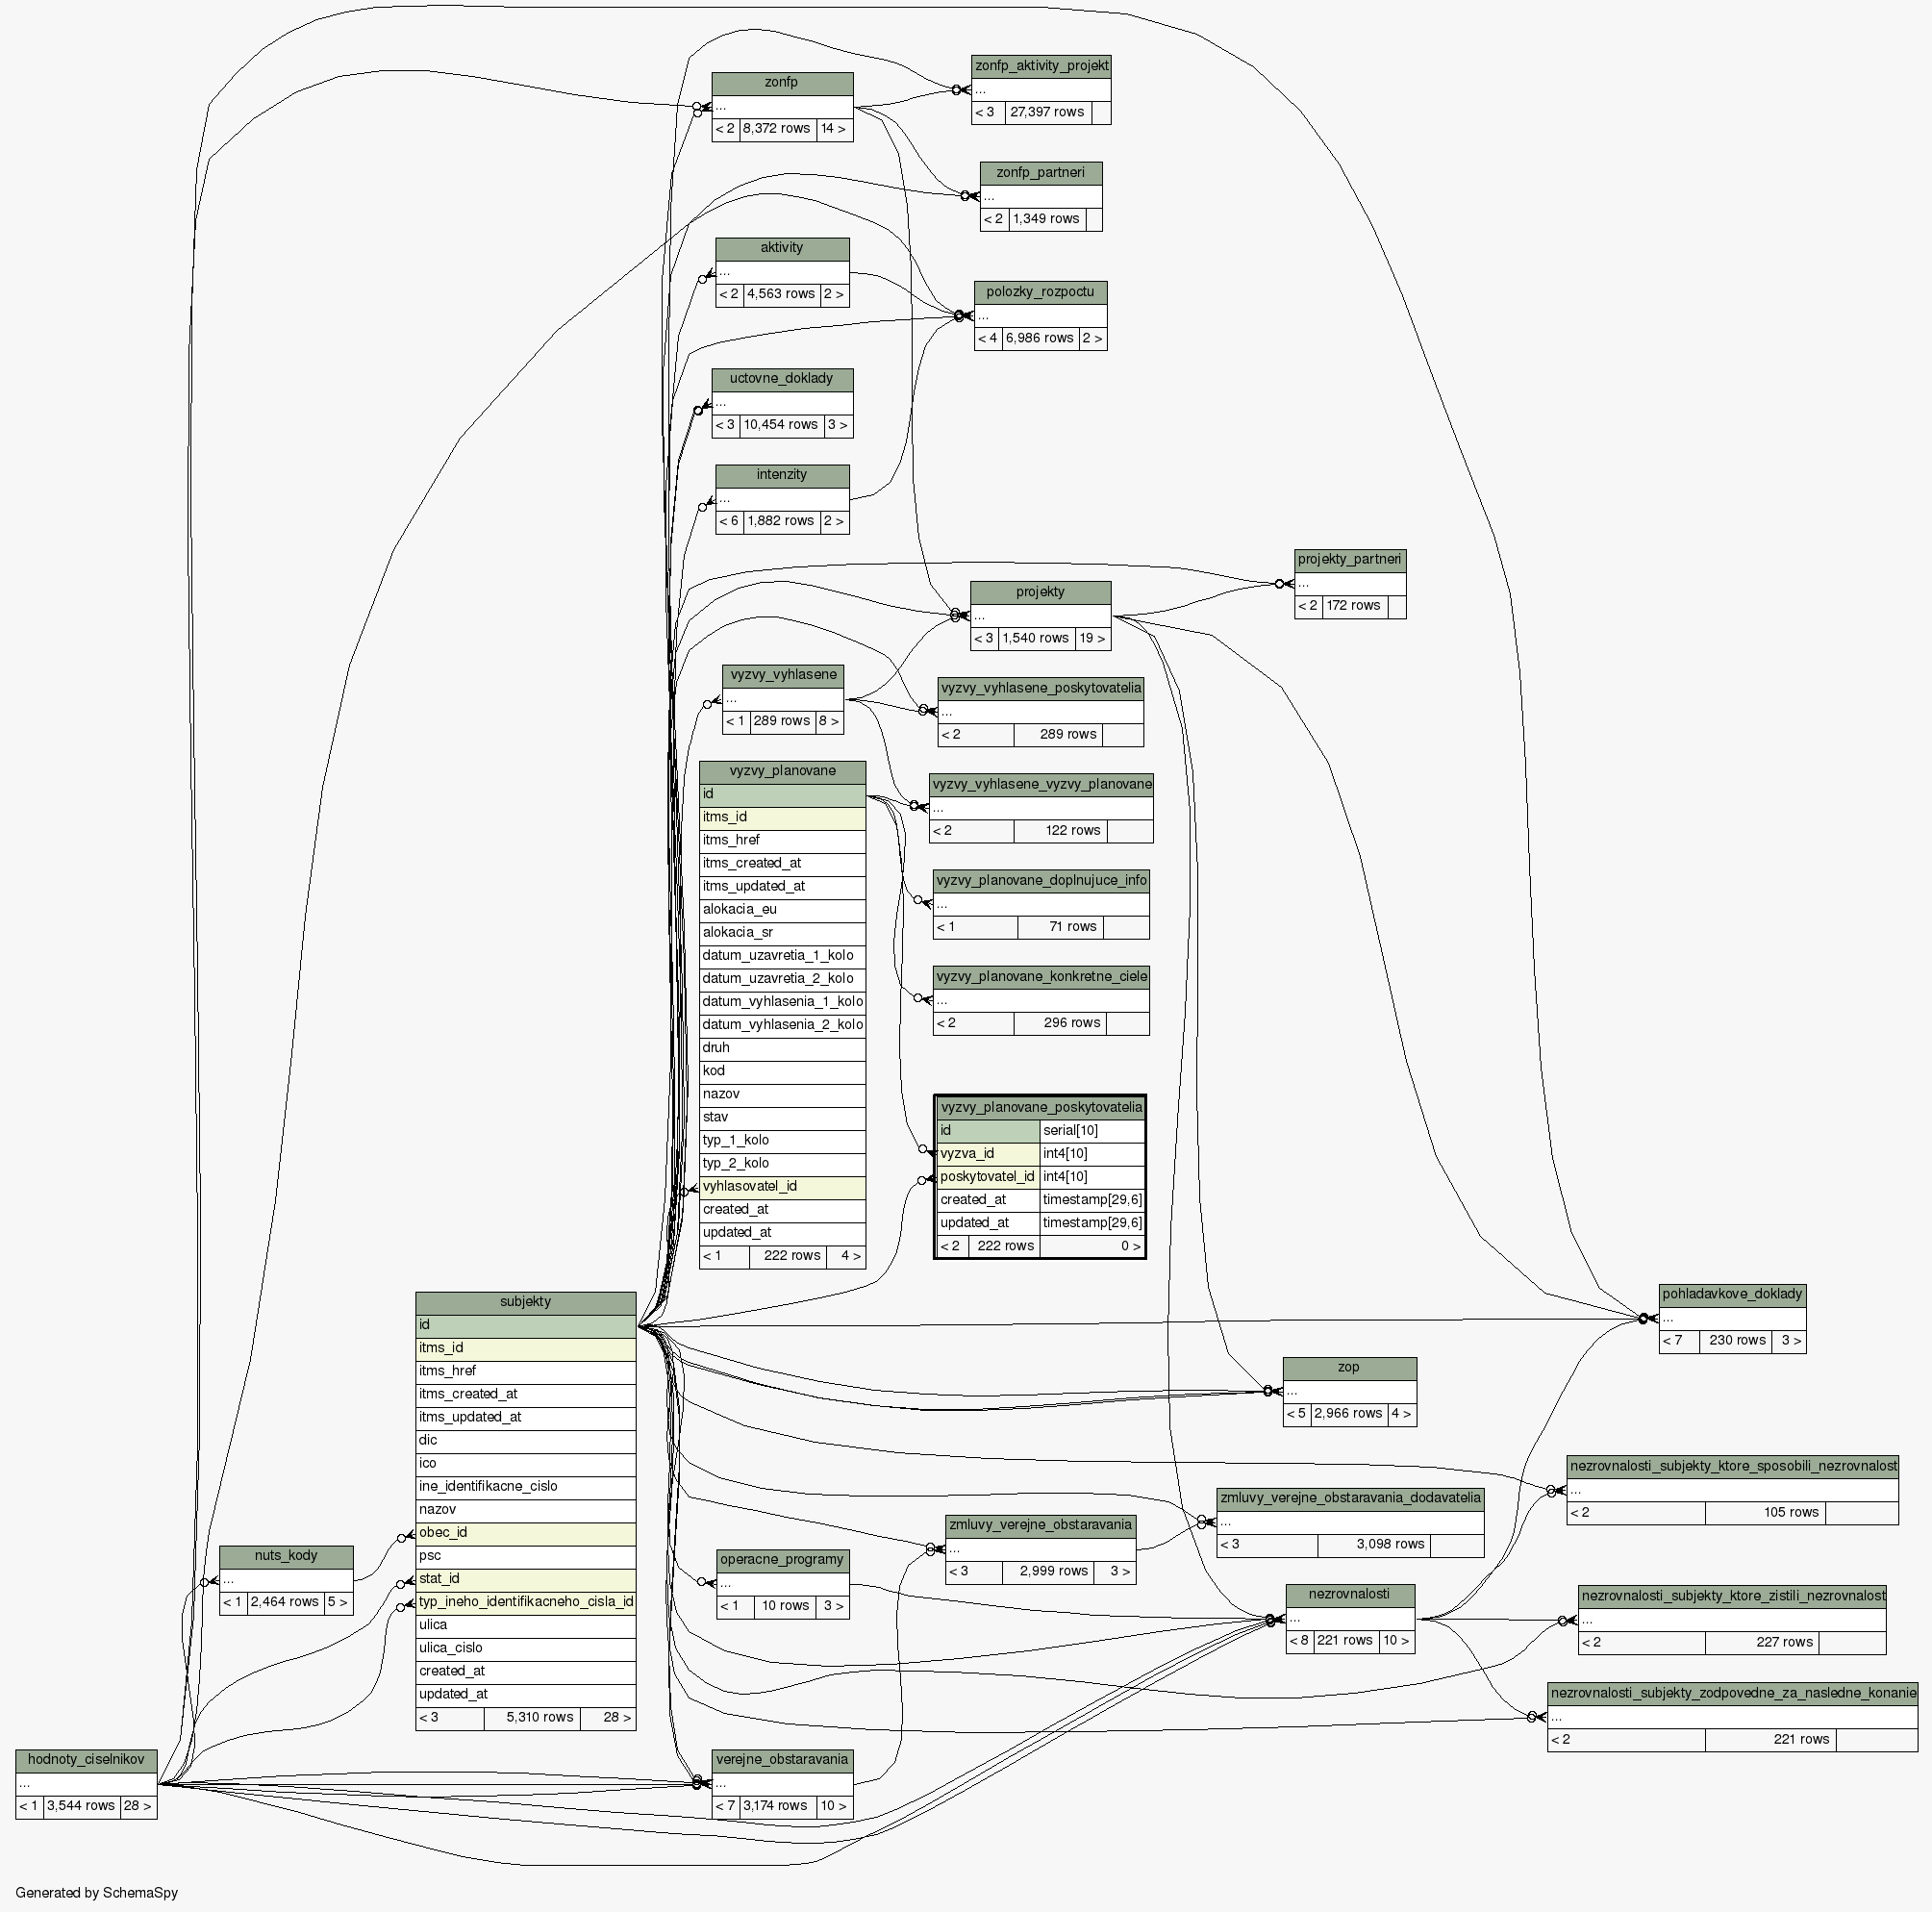 zonfp_aktivity_projekt
...
< 3 27,397 rows
zonfp
...
< 2 8,372 rows 14 >
zonfp_partneri
...
< 2 1,349 rows
aktivity
...
< 2 4,563 rows 2 >
polozky_rozpoctu
...
< 4 6,986 rows 2 >
uctovne_doklady
...
< 3 10,454 rows 3 >
intenzity
...
< 6 1,882 rows 2 >
projekty_partneri
...
< 2 172 rows
projekty
...
< 3 1,540 rows 19 >
vyzvy_vyhlasene
...
< 1 289 rows 8 >
vyzvy_vyhlasene_poskytovatelia
...
< 2 289 rows
vyzvy_planovane
id
itms_id
itms_href
itms_created_at
itms_updated_at
alokacia_eu
alokacia_sr
datum_uzavretia_1_kolo
datum_uzavretia_2_kolo
datum_vyhlasenia_1_kolo
datum_vyhlasenia_2_kolo
druh
kod
nazov
stav
typ_1_kolo
typ_2_kolo
vyhlasovatel_id
created_at
updated_at
< 1 222 rows 4 >
vyzvy_vyhlasene_vyzvy_planovane
...
< 2 122 rows
vyzvy_planovane_doplnujuce_info
...
< 1 71 rows
vyzvy_planovane_konkretne_ciele
...
< 2 296 rows
vyzvy_planovane_poskytovatelia
id serial[10]
vyzva_id int4[10]
poskytovatel_id int4[10]
created_at timestamp[29,6]
updated_at timestamp[29,6]
< 2 222 rows 0 >
subjekty
id
itms_id
itms_href
itms_created_at
itms_updated_at
dic
ico
ine_identifikacne_cislo
nazov
obec_id
psc
stat_id
typ_ineho_identifikacneho_cisla_id
ulica
ulica_cislo
created_at
updated_at
< 3 5,310 rows 28 >
pohladavkove_doklady
...
< 7 230 rows 3 >
zop
...
< 5 2,966 rows 4 >
nezrovnalosti_subjekty_ktore_sposobili_nezrovnalost
...
< 2 105 rows
zmluvy_verejne_obstaravania_dodavatelia
...
< 3 3,098 rows
zmluvy_verejne_obstaravania
...
< 3 2,999 rows 3 >
nuts_kody
...
< 1 2,464 rows 5 >
operacne_programy
...
< 1 10 rows 3 >
nezrovnalosti
...
< 8 221 rows 10 >
nezrovnalosti_subjekty_ktore_zistili_nezrovnalost
...
< 2 227 rows
nezrovnalosti_subjekty_zodpovedne_za_nasledne_konanie
...
< 2 221 rows
hodnoty_ciselnikov
...
< 1 3,544 rows 28 >
verejne_obstaravania
...
< 7 3,174 rows 10 >
Generated by SchemaSpy